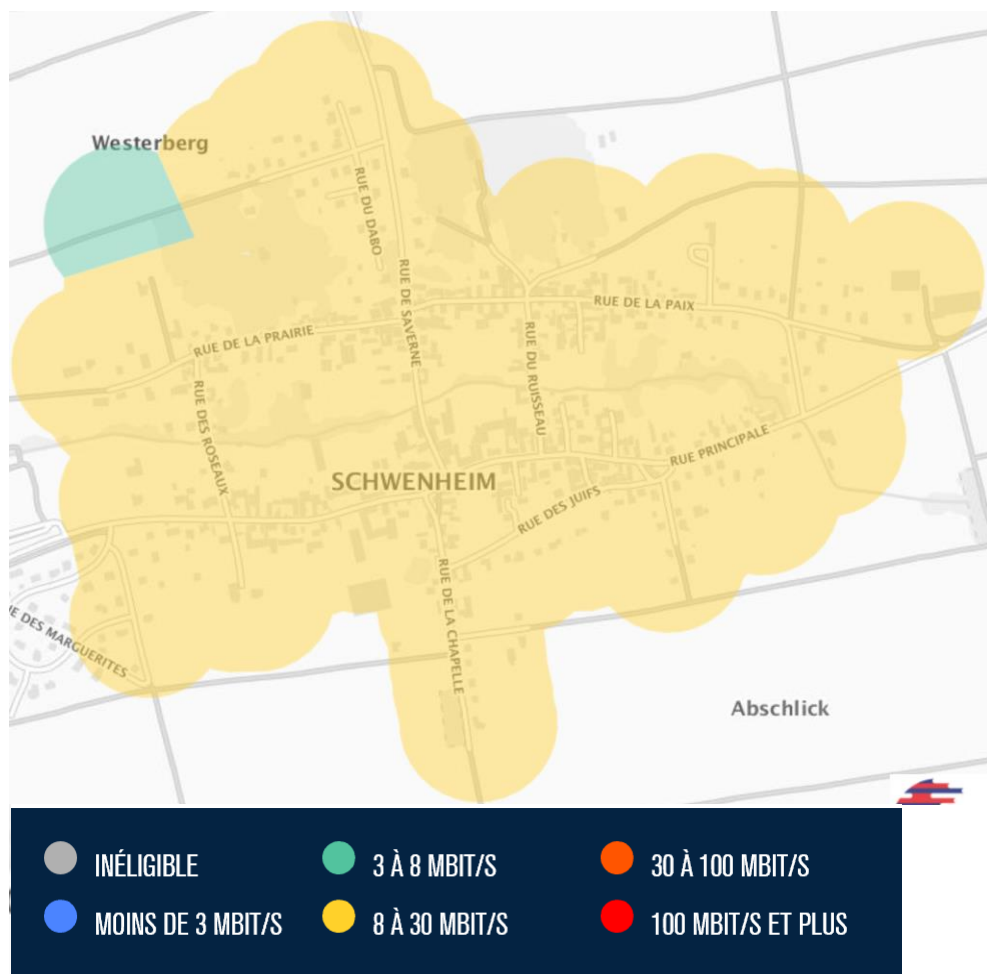 Westerberg
RUE DU DABO
RUE DE SAVERNE
RUE DE LA PAIX
RUE DE LA PRAIRIE
RUE DU RUISSEAU
RUE DES ROSEAUX
RUE PRINCIPALE
SCHWENHEIM
RUE DES JUIFS
RUE DE LA CHAPELLE
E DES MARGUERITES
Abschlick
INÉLIGIBLE
3 À 8 MBIT/S
30 À 100 MBIT/S
MOINS DE 3 MBIT/S
8 À 30 MBIT/S
100 MBIT/S ET PLUS